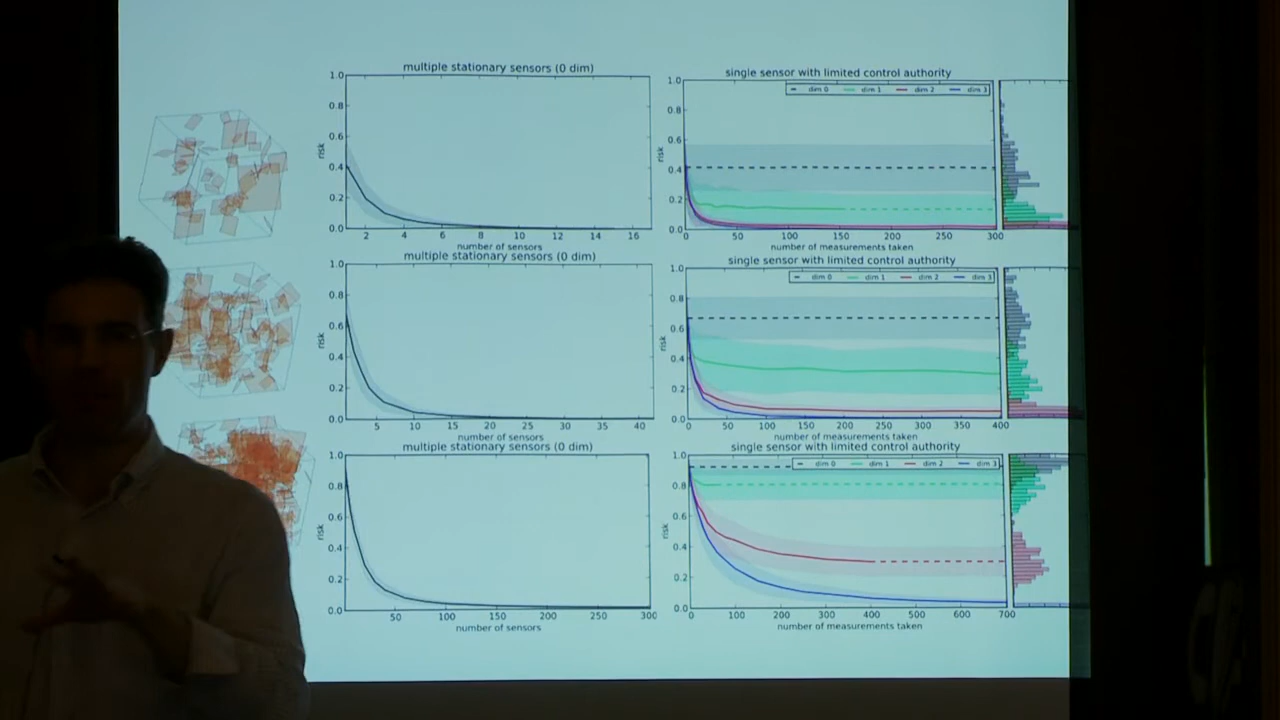 multiple stationary sensors (0 dim)
1.0
0.8
0.6
0.4
0.2
0.0
risk
2 4 6 8 10 12 14 16
number of sensors
single sensor with limited control authority
dim 0 dim 1 dim 2 dim 3
1.0
0.8
0.6
0.4
0.2
0.0
risk
0 50 100 150 200 250 300
number of measurements taken
multiple stationary sensors (0 dim)
1.0
0.8
0.6
0.4
0.2
0.0
risk
5 10 15 20 25 30 35 40
number of sensors
single sensor with limited control authority
dim 0 dim 1 dim 2 dim 3
1.0
0.8
0.6
0.4
0.2
0.0
risk
0 50 100 150 200 250 300 350 400
number of measurements taken
multiple stationary sensors (0 dim)
1.0
0.8
0.6
0.4
0.2
0.0
risk
50 100 150 200 250 300
number of sensors
single sensor with limited control authority
dim 0 dim 1 dim 2 dim 3
1.0
0.8
0.6
0.4
0.2
0.0
risk
0 100 200 300 400 500 600 700
number of measurements taken